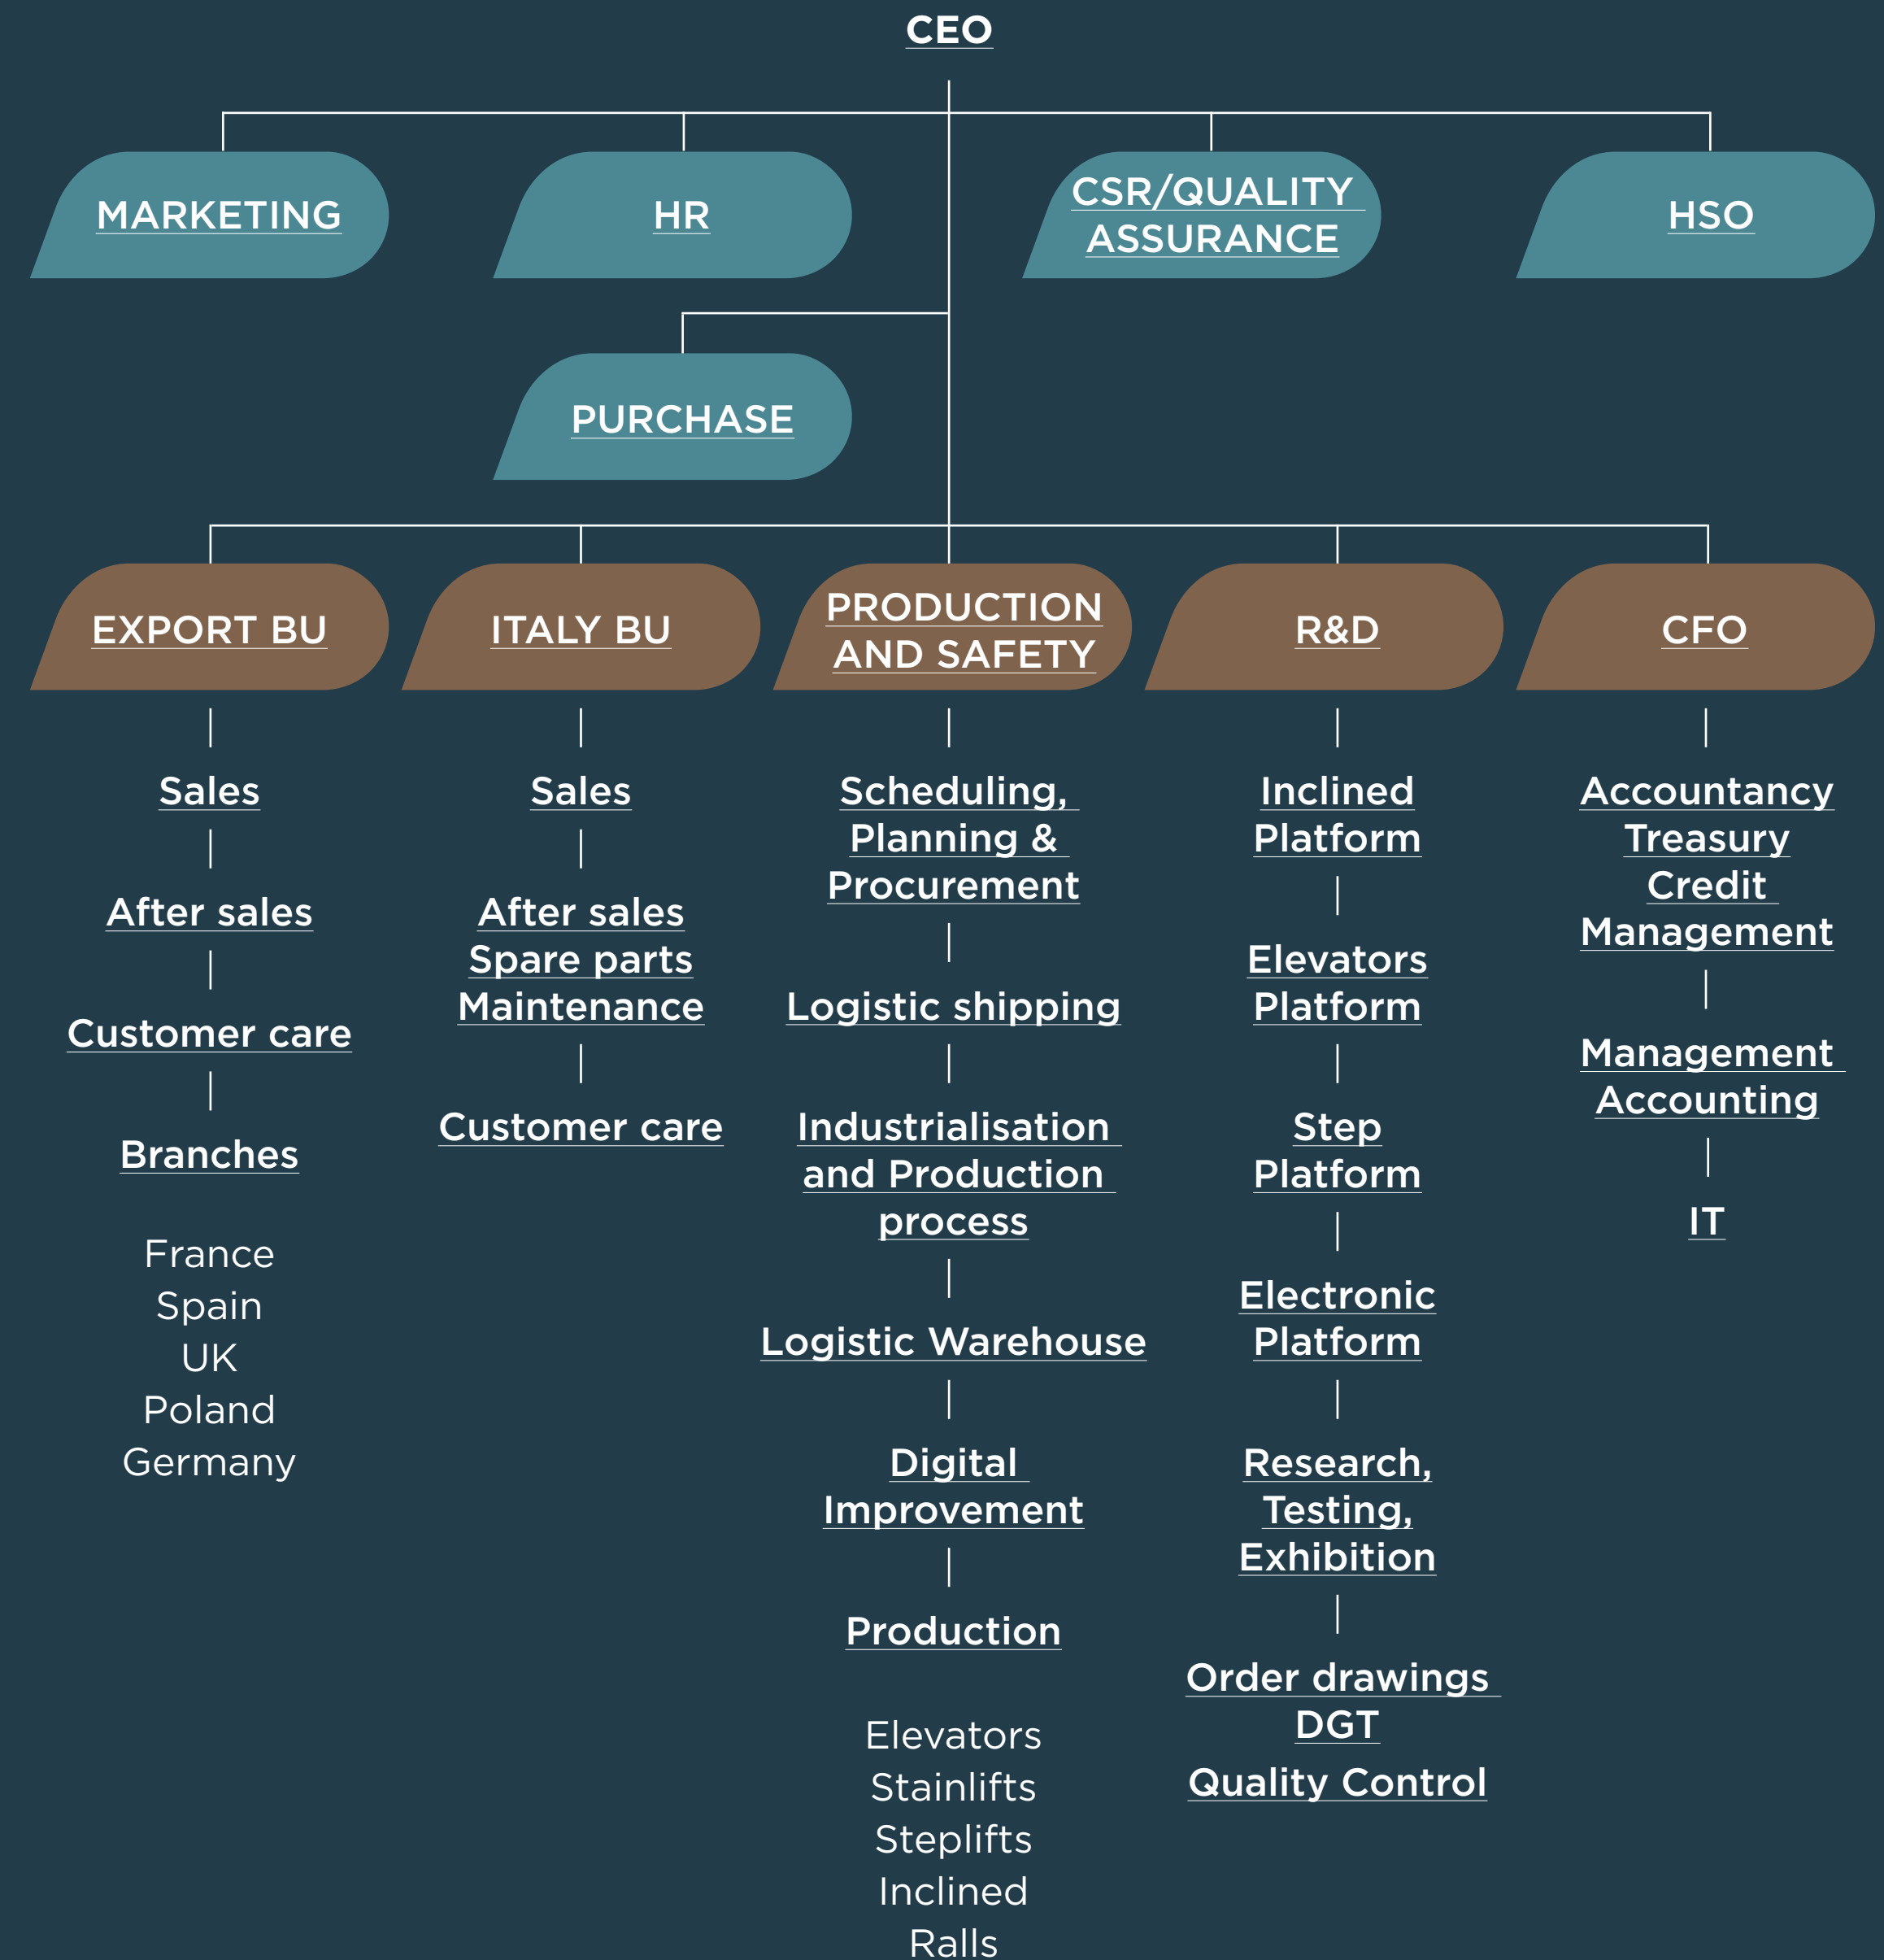 CEO
MARKETING
HR
CSR/QUALITY
ASSURANCE
HSO
PURCHASE
EXPORT BU
ITALY BU
PRODUCTION
AND SAFETY
R&D
CFO
Sales
After sales
Customer care
Branches
France
Spain
UK
Poland
Germany
Sales
After sales
Spare parts
Maintenance
Customer care
Scheduling,
Planning &
Procurement
Logistic shipping
Industrialisation
and Production
process
Logistic Warehouse
Digital
Improvement
Production
Elevators
Stainlifts
Steplifts
Inclined
Ralls
Inclined
Platform
Elevators
Platform
Step
Platform
Electronic
Platform
Research,
Testing,
Exhibition
Order drawings
DGT
Quality Control
Accountancy
Treasury
Credit
Management
Management
Accounting
IT